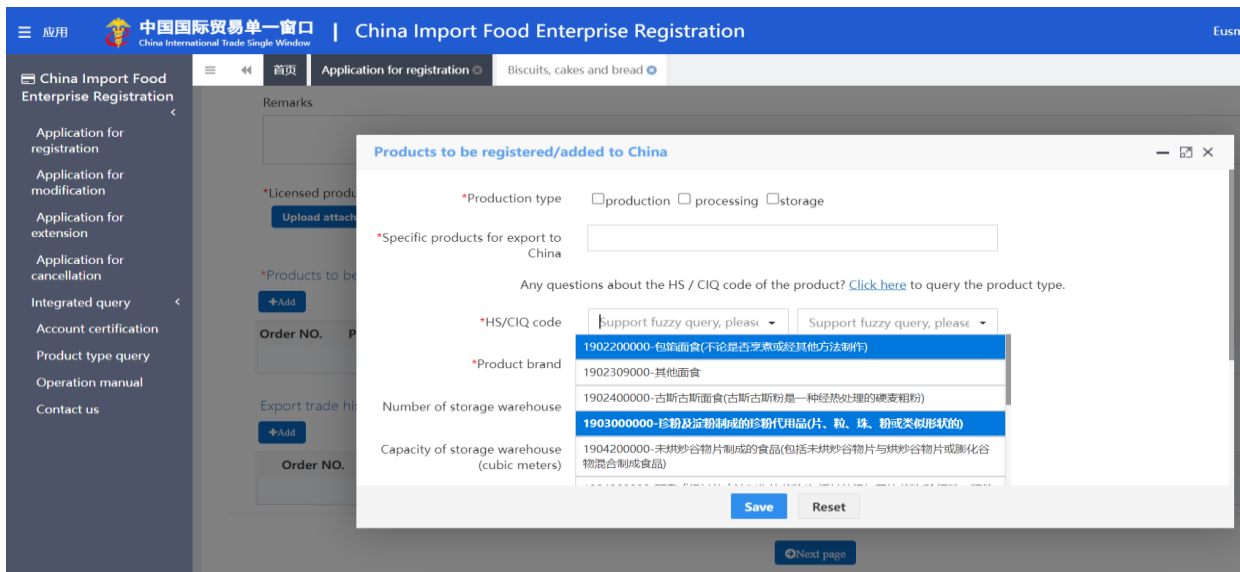 应用
中国国际贸易单一窗口
China International Trade Single Window
| China Import Food Enterprise Registration
Eusn
China Import Food
Enterprise Registration
Application for
registration
Application for
modification
Application for
extension
Application for
cancellation
Integrated query
Account certification
Product type query
Operation manual
Contact us
首页
Application for registration
Biscuits, cakes and bread
Remarks
*Licensed produ
Upload attach
*Products to be
+Add
Order NO. P
Export trade his
+Add
Order NO.
Products to be registered/added to China
*Production type
production processing storage
*Specific products for export to
China
Any questions about the HS / CIQ code of the product? Click here to query the product type.
*HS/CIQ code
Support fuzzy query, please
Support fuzzy query, please
1902200000-包馅面食(不论是否烹煮或经其他方法制作)
1902309000-其他面食
1902400000-古斯古斯面食(古斯古斯粉是一种经热处理的硬麦粗粉)
1903000000-珍粉及淀粉制成的珍粉代用品(片、粒、珠、粉或类似形状的)
1904200000-未烘炒谷物片制成的食品(包括未烘炒谷物片与烘炒谷物片或膨化谷
物混合制成食品)
*Product brand
Number of storage warehouse
Capacity of storage warehouse
(cubic meters)
Save
Reset
Next page